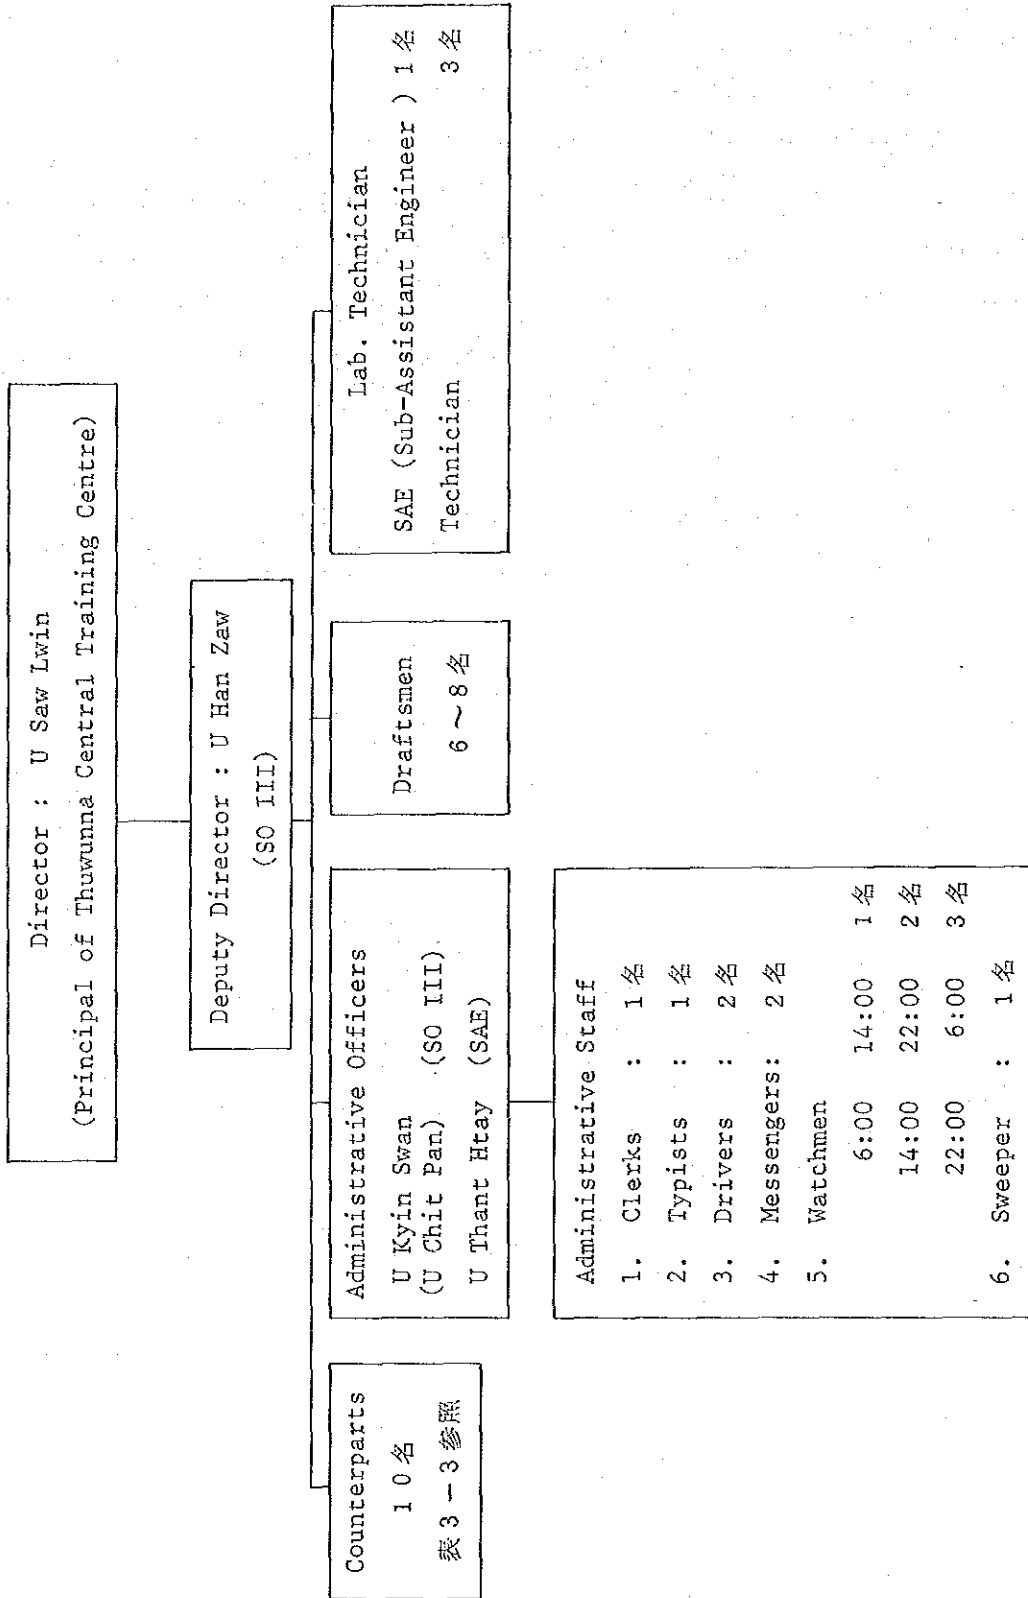 Director : U Saw Lwin
(Principal of Thuwunna Central Training Centre)
Deputy Director : U Han Zaw
(SO III)
Counterparts
10名
表3-3参照
Administrative Officers
U Kyin Swan
(U Chit Pan) (SO III)
U Thant Htay (SAE)
Administrative Staff
1. Clerks : 1名
2. Typists : 1名
3. Drivers : 2名
4. Messengers: 2名
5. Watchmen
6:00 14:00 1名
14:00 22:00 2名
22:00 6:00 3名
6. Sweeper : 1名
Draftsmen
6～8名
Lab. Technician
SAE (Sub-Assistant Engineer) 1名
Technician 3名